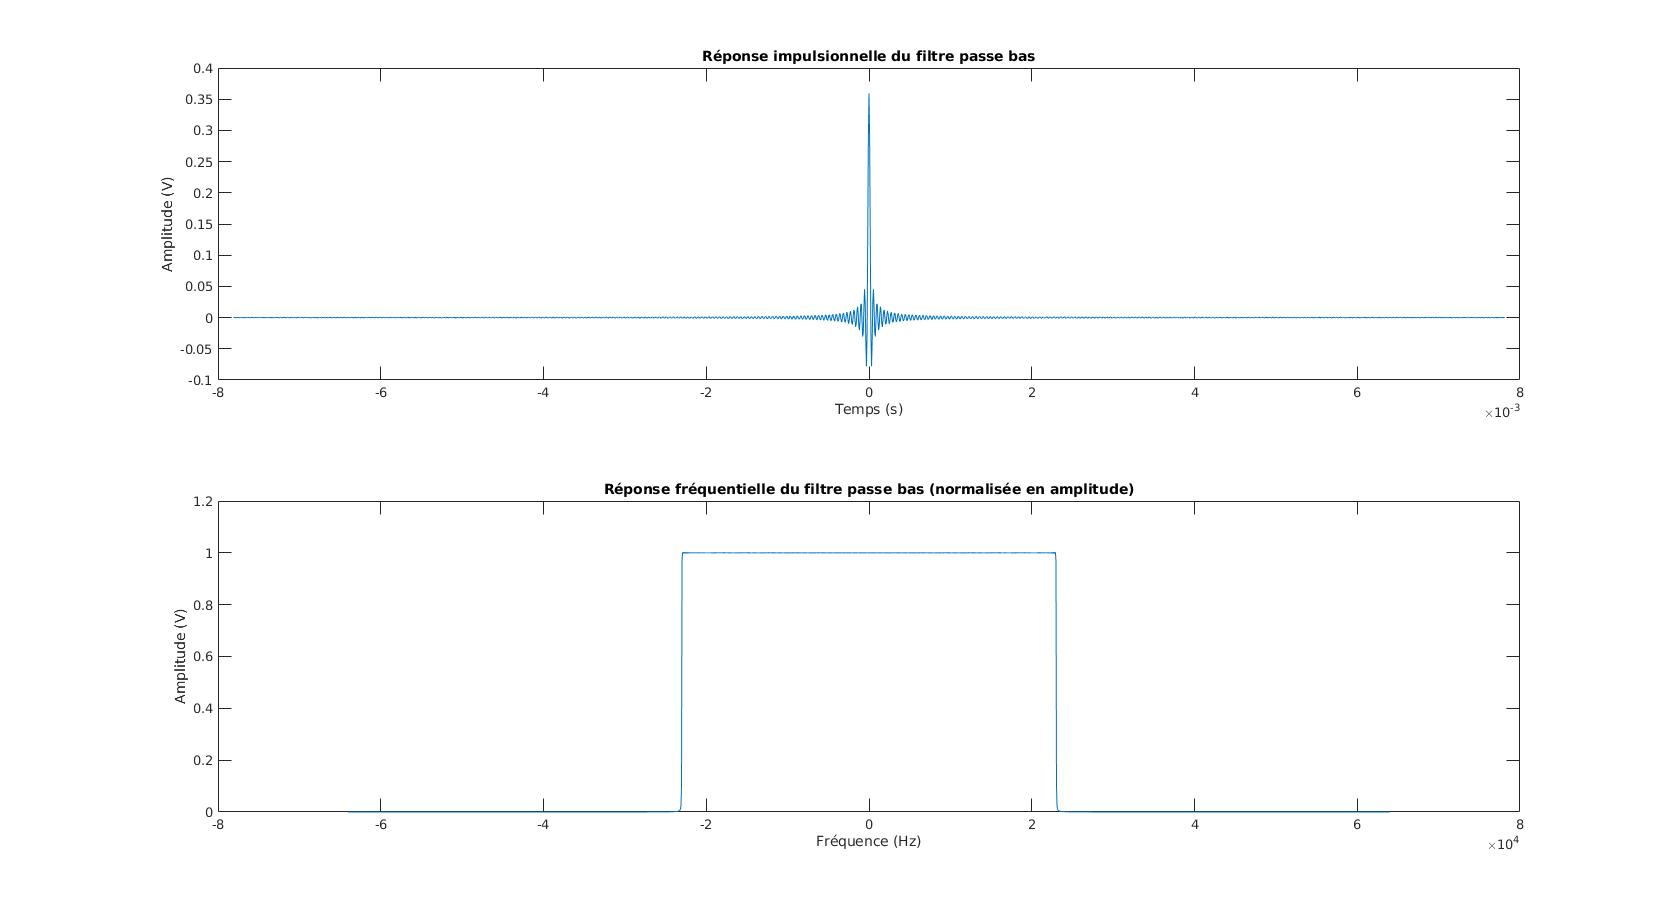 Réponse impulsionnelle du filtre passe bas
0.4
0.35
0.3
0.25
0.2
0.15
0.1
0.05
0
-0.05
-0.1
Amplitude (V)
-8 -6 -4 -2 0 2 4 6 8
Temps (s)
×10-3
Réponse fréquentielle du filtre passe bas (normalisée en amplitude)
1.2
1
0.8
0.6
0.4
0.2
0
Amplitude (V)
-8 -6 -4 -2 0 2 4 6 8
Fréquence (Hz)
×104